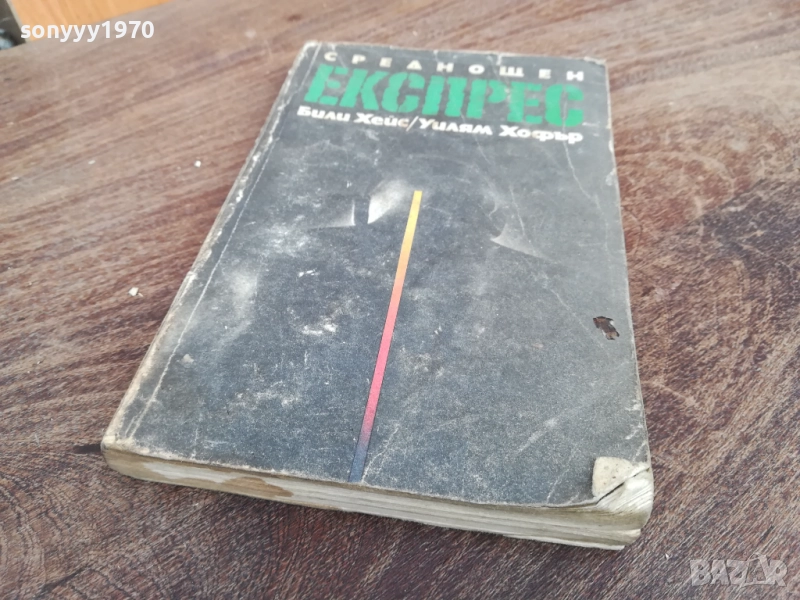 sonyyy1970
СРЕДНОЩЕН
ЕКСПРЕС
Били Хейс/Уилям Хофър
BAZAR